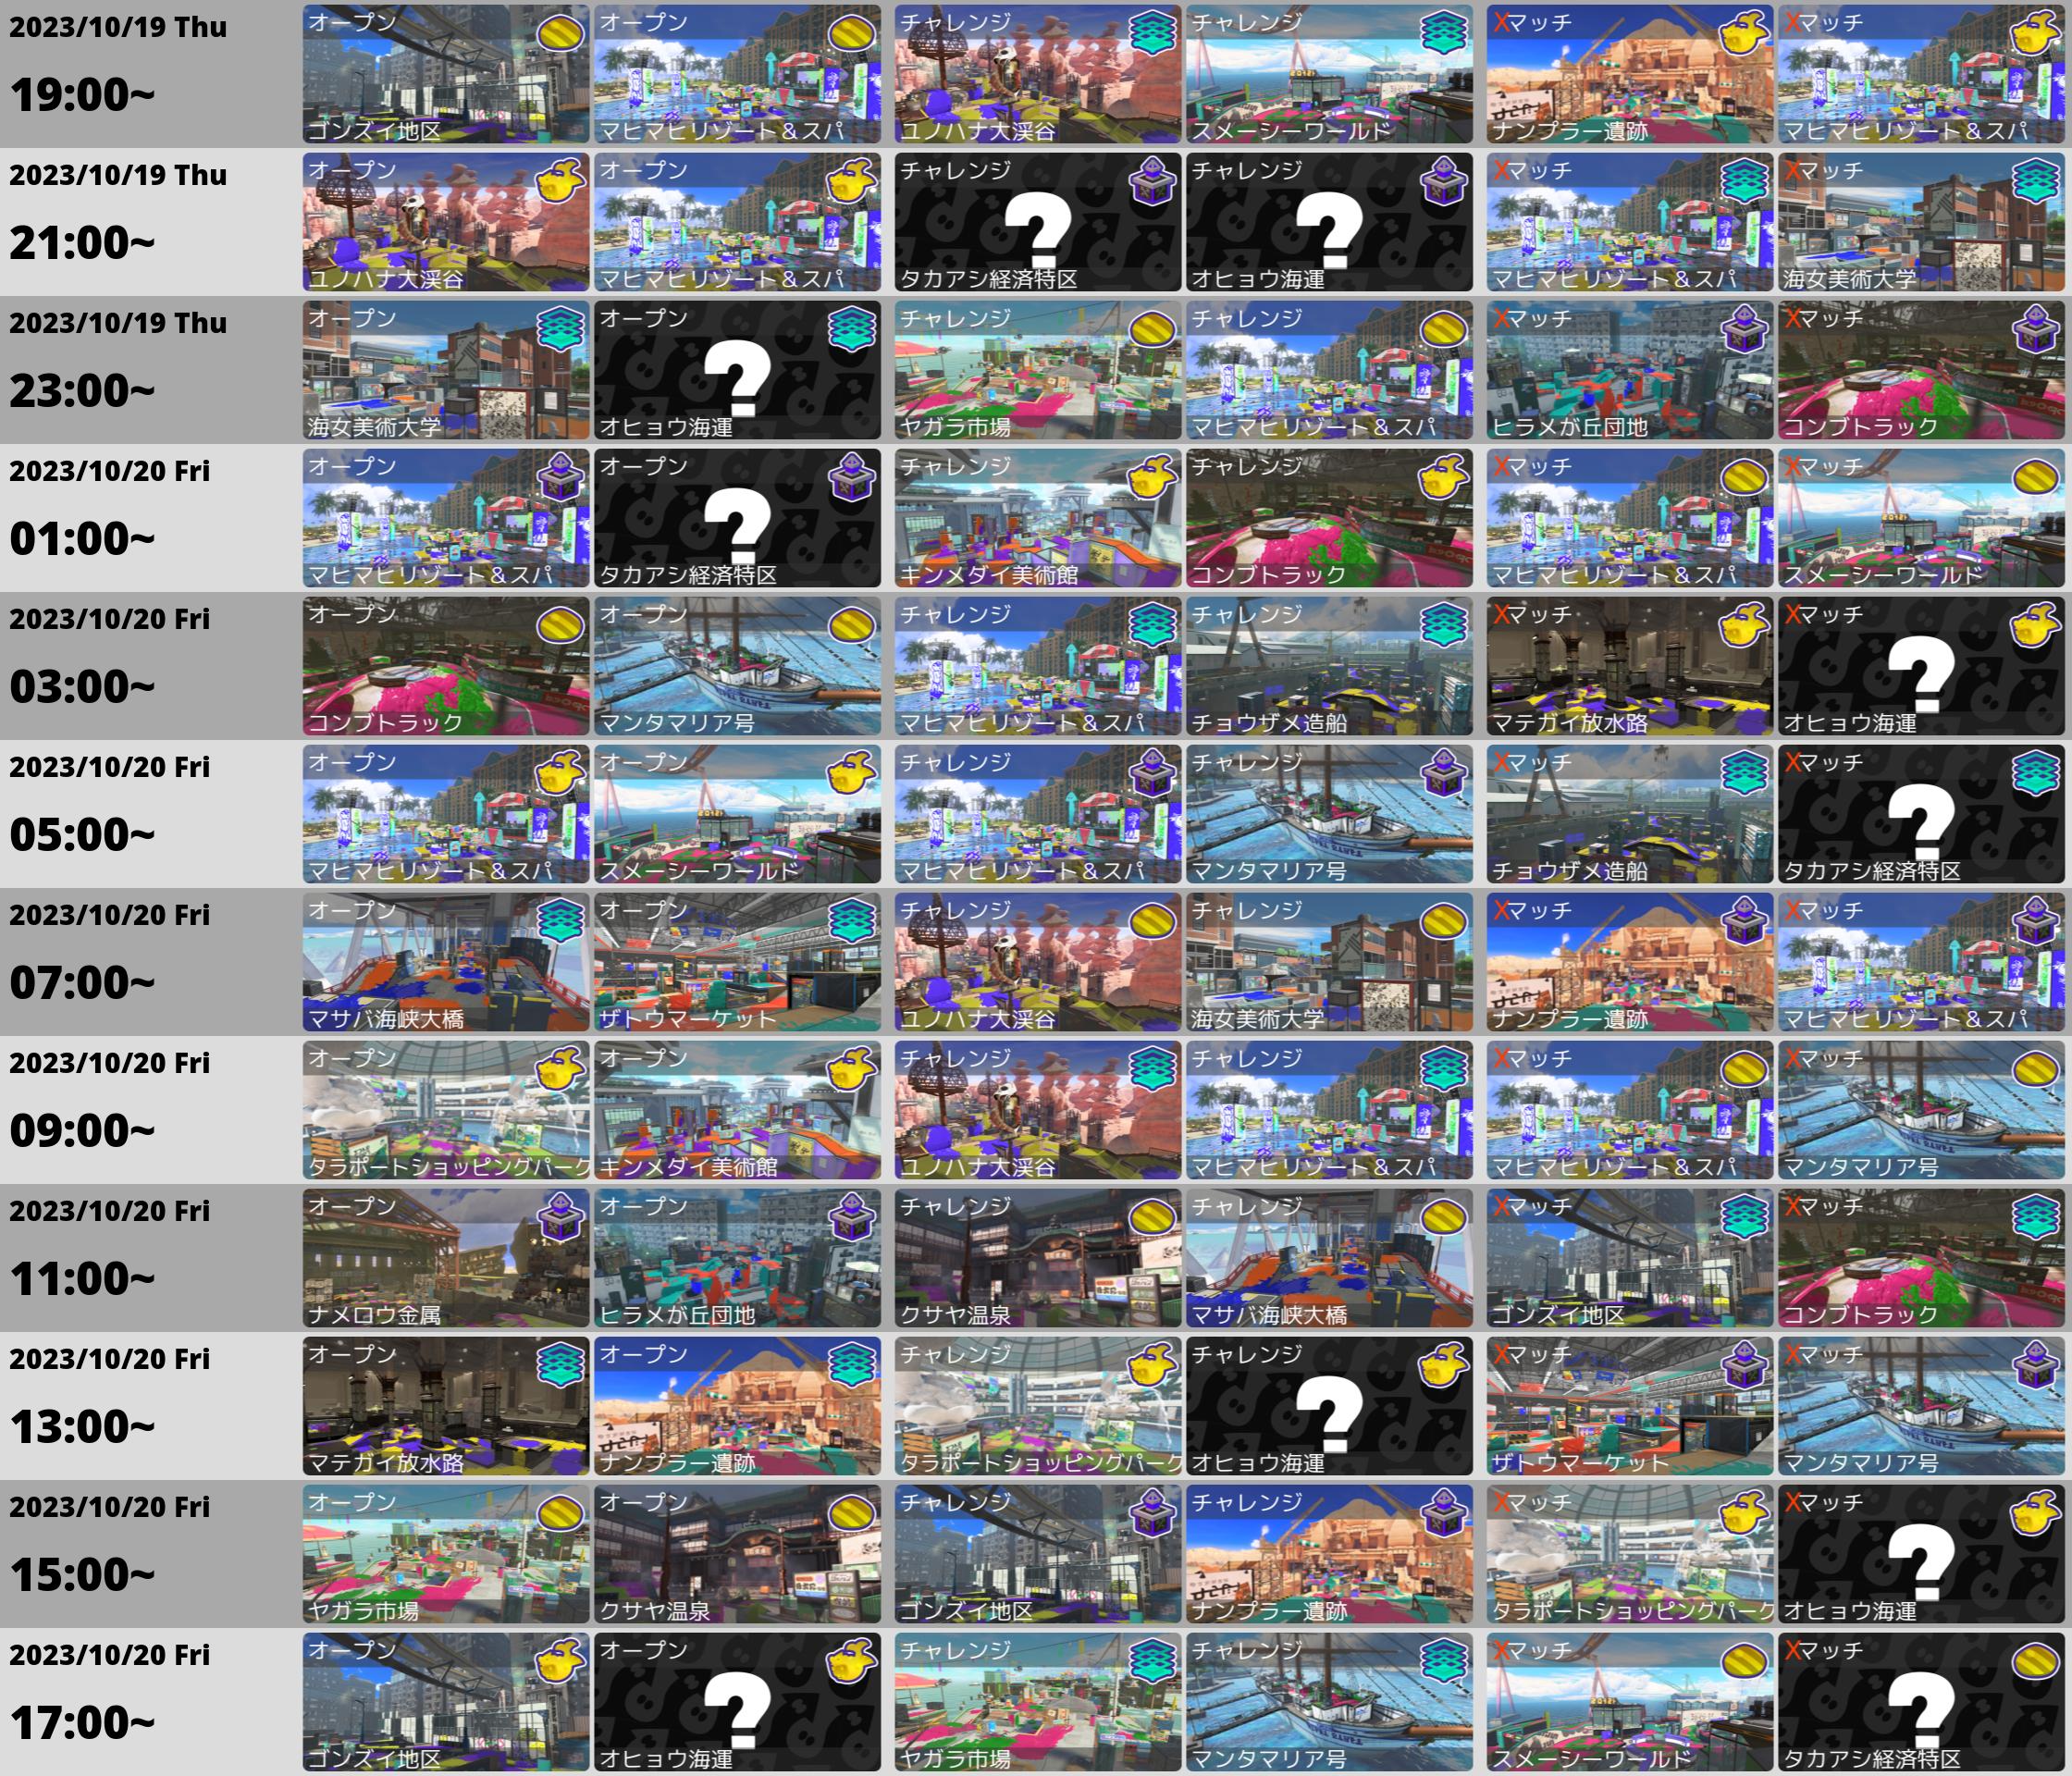 2023/10/19 Thu
19:00~
オープン オープン チャレンジ チャレンジ Xマッチ Xマッチ
ゴンズイ地区 マヒマヒリゾート＆スパ ユノハナ大渓谷 スメーシーワールド ナンプラー遺跡 マヒマヒリゾート＆スパ
2023/10/19 Thu
21:00~
オープン オープン チャレンジ チャレンジ Xマッチ Xマッチ
ユノハナ大渓谷 マヒマヒリゾート＆スパ タカアシ経済特区 オヒョウ海運 マヒマヒリゾート＆スパ 海女美術大学
2023/10/19 Thu
23:00~
オープン オープン チャレンジ チャレンジ Xマッチ Xマッチ
海女美術大学 オヒョウ海運 ヤガラ市場 マヒマヒリゾート＆スパ ヒラメが丘団地 コンブトラック
2023/10/20 Fri
01:00~
オープン オープン チャレンジ チャレンジ Xマッチ Xマッチ
マヒマヒリゾート＆スパ タカアシ経済特区 キンメダイ美術館 コンブトラック マヒマヒリゾート＆スパ スメーシーワールド
2023/10/20 Fri
03:00~
オープン オープン チャレンジ チャレンジ Xマッチ Xマッチ
コンブトラック マンタマリア号 マヒマヒリゾート＆スパ チョウザメ造船 マテガイ放水路 オヒョウ海運
2023/10/20 Fri
05:00~
オープン オープン チャレンジ チャレンジ Xマッチ Xマッチ
マヒマヒリゾート＆スパ スメーシーワールド マヒマヒリゾート＆スパ マンタマリア号 チョウザメ造船 タカアシ経済特区
2023/10/20 Fri
07:00~
オープン オープン チャレンジ チャレンジ Xマッチ Xマッチ
マサバ海峡大橋 ザトウマーケット ユノハナ大渓谷 海女美術大学 ナンプラー遺跡 マヒマヒリゾート＆スパ
2023/10/20 Fri
09:00~
オープン オープン チャレンジ チャレンジ Xマッチ Xマッチ
タラポートショッピングパーク キンメダイ美術館 ユノハナ大渓谷 マヒマヒリゾート＆スパ マヒマヒリゾート＆スパ マンタマリア号
2023/10/20 Fri
11:00~
オープン オープン チャレンジ チャレンジ Xマッチ Xマッチ
ナメロウ金属 ヒラメが丘団地 クサヤ温泉 マサバ海峡大橋 ゴンズイ地区 コンブトラック
2023/10/20 Fri
13:00~
オープン オープン チャレンジ チャレンジ Xマッチ Xマッチ
マテガイ放水路 ナンプラー遺跡 タラポートショッピングパーク オヒョウ海運 ザトウマーケット マンタマリア号
2023/10/20 Fri
15:00~
オープン オープン チャレンジ チャレンジ Xマッチ Xマッチ
ヤガラ市場 クサヤ温泉 ゴンズイ地区 ナンプラー遺跡 タラポートショッピングパーク オヒョウ海運
2023/10/20 Fri
17:00~
オープン オープン チャレンジ チャレンジ Xマッチ Xマッチ
ゴンズイ地区 オヒョウ海運 ヤガラ市場 マンタマリア号 スメーシーワールド タカアシ経済特区